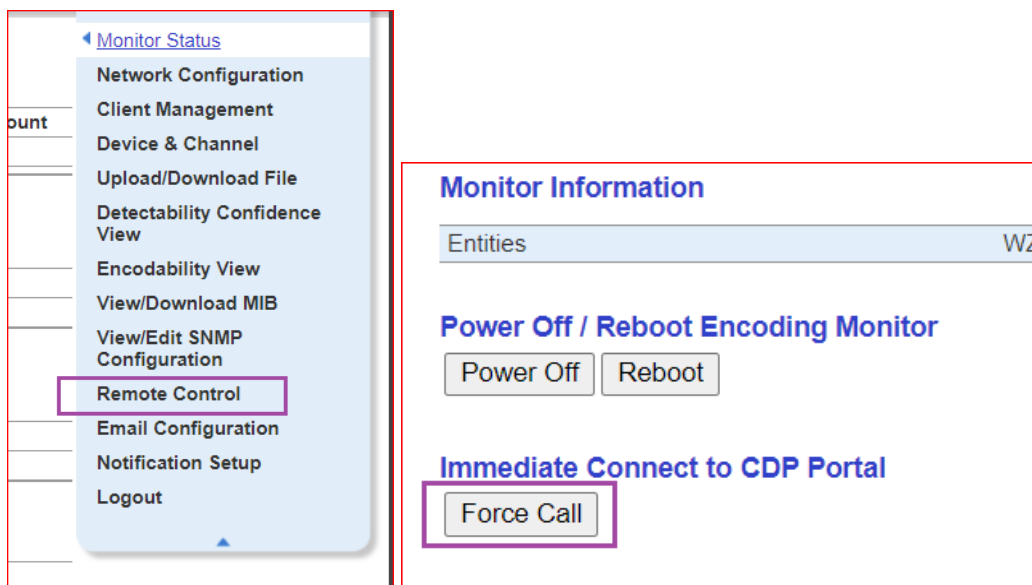 Monitor Status
Network Configuration
Client Management
Device & Channel
Upload/Download File
Detectability Confidence
View
Encodability View
View/Download MIB
View/Edit SNMP
Configuration
Remote Control
Email Configuration
Notification Setup
Logout
Monitor Information
Entities
Power Off / Reboot Encoding Monitor
Power Off Reboot
Immediate Connect to CDP Portal
Force Call